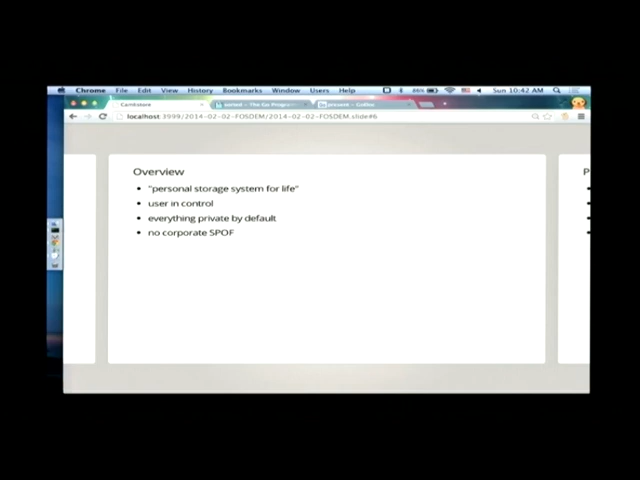 Chrome File Edit View History Bookmarks Window Users Help 86% Sun 10:42 AM
Camlistore
localhost:3999/2014-02-02-FOSDEM/2014-02-02-FOSDEM.slide#6
Overview
"personal storage system for life"
user in control
everything private by default
no corporate SPOF
P